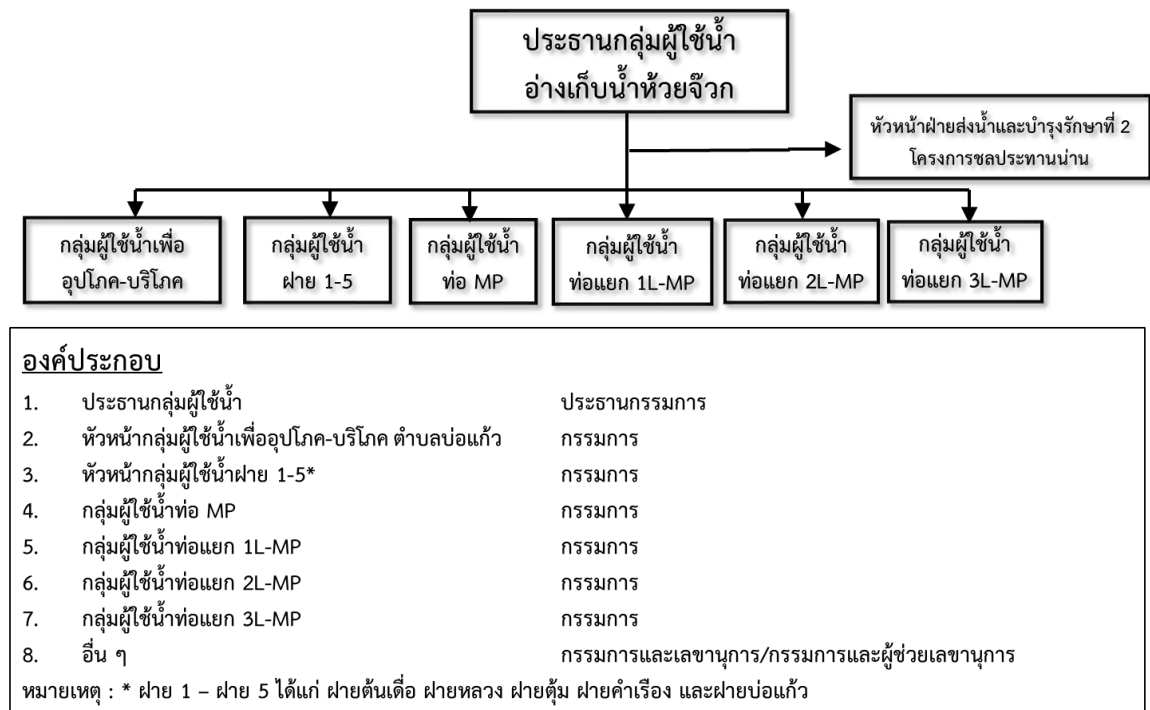 ประธานกลุ่มผู้ใช้น้ำ
อ่างเก็บน้ำห้วยจ๊วก
หัวหน้าฝ่ายส่งน้ำและบำรุงรักษาที่ 2
โครงการชลประทานน่าน
กลุ่มผู้ใช้น้ำเพื่อ
อุปโภค-บริโภค
กลุ่มผู้ใช้น้ำ
ฝาย 1-5
กลุ่มผู้ใช้น้ำ
ท่อ MP
กลุ่มผู้ใช้น้ำ
ท่อแยก 1L-MP
กลุ่มผู้ใช้น้ำ
ท่อแยก 2L-MP
กลุ่มผู้ใช้น้ำ
ท่อแยก 3L-MP
องค์ประกอบ
1. ประธานกลุ่มผู้ใช้น้ำ ประธานกรรมการ
2. หัวหน้ากลุ่มผู้ใช้น้ำเพื่ออุปโภค-บริโภค ตำบลบ่อแก้ว กรรมการ
3. หัวหน้ากลุ่มผู้ใช้น้ำฝาย 1-5* กรรมการ
4. กลุ่มผู้ใช้น้ำท่อ MP กรรมการ
5. กลุ่มผู้ใช้น้ำท่อแยก 1L-MP กรรมการ
6. กลุ่มผู้ใช้น้ำท่อแยก 2L-MP กรรมการ
7. กลุ่มผู้ใช้น้ำท่อแยก 3L-MP กรรมการ
8. อื่น ๆ กรรมการและเลขานุการ/กรรมการและผู้ช่วยเลขานุการ
หมายเหตุ : * ฝาย 1 – ฝาย 5 ได้แก่ ฝายต้นเดื่อ ฝายหลวง ฝายตุ้ม ฝายคำเรือง และฝายบ่อแก้ว